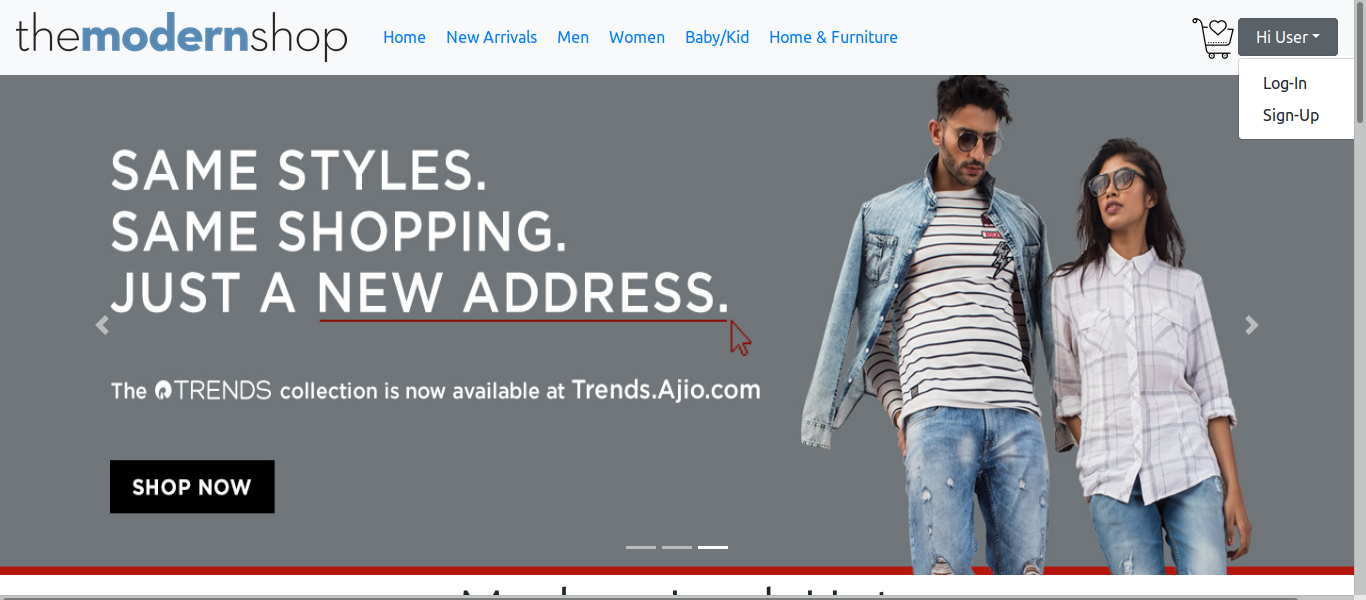 themodernshop
Home New Arrivals Men Women Baby/Kid Home & Furniture
Hi User
Log-In
Sign-Up
SAME STYLES.
SAME SHOPPING.
JUST A NEW ADDRESS.
The TRENDS collection is now available at Trends.Ajio.com
SHOP NOW